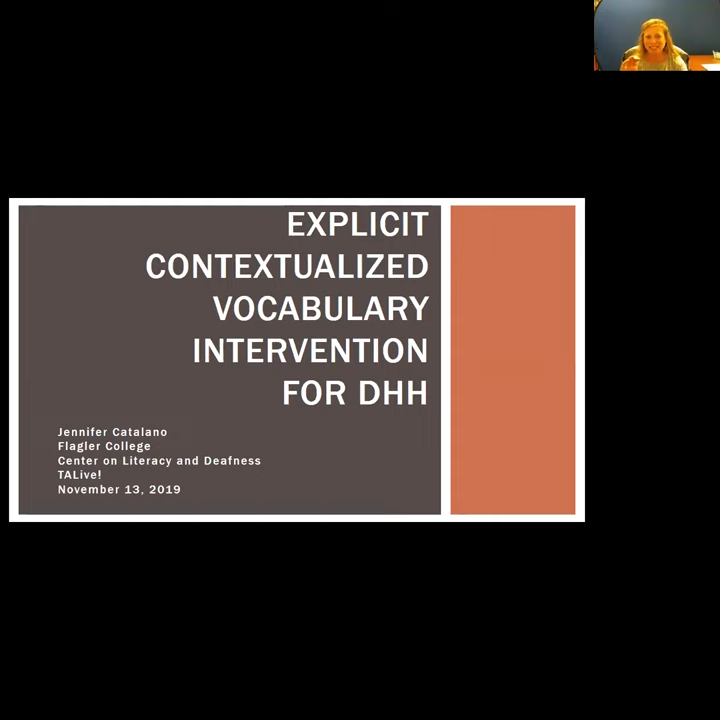 EXPLICIT
CONTEXTUALIZED
VOCABULARY
INTERVENTION
FOR DHH
Jennifer Catalano
Flagler College
Center on Literacy and Deafness
TALive!
November 13, 2019